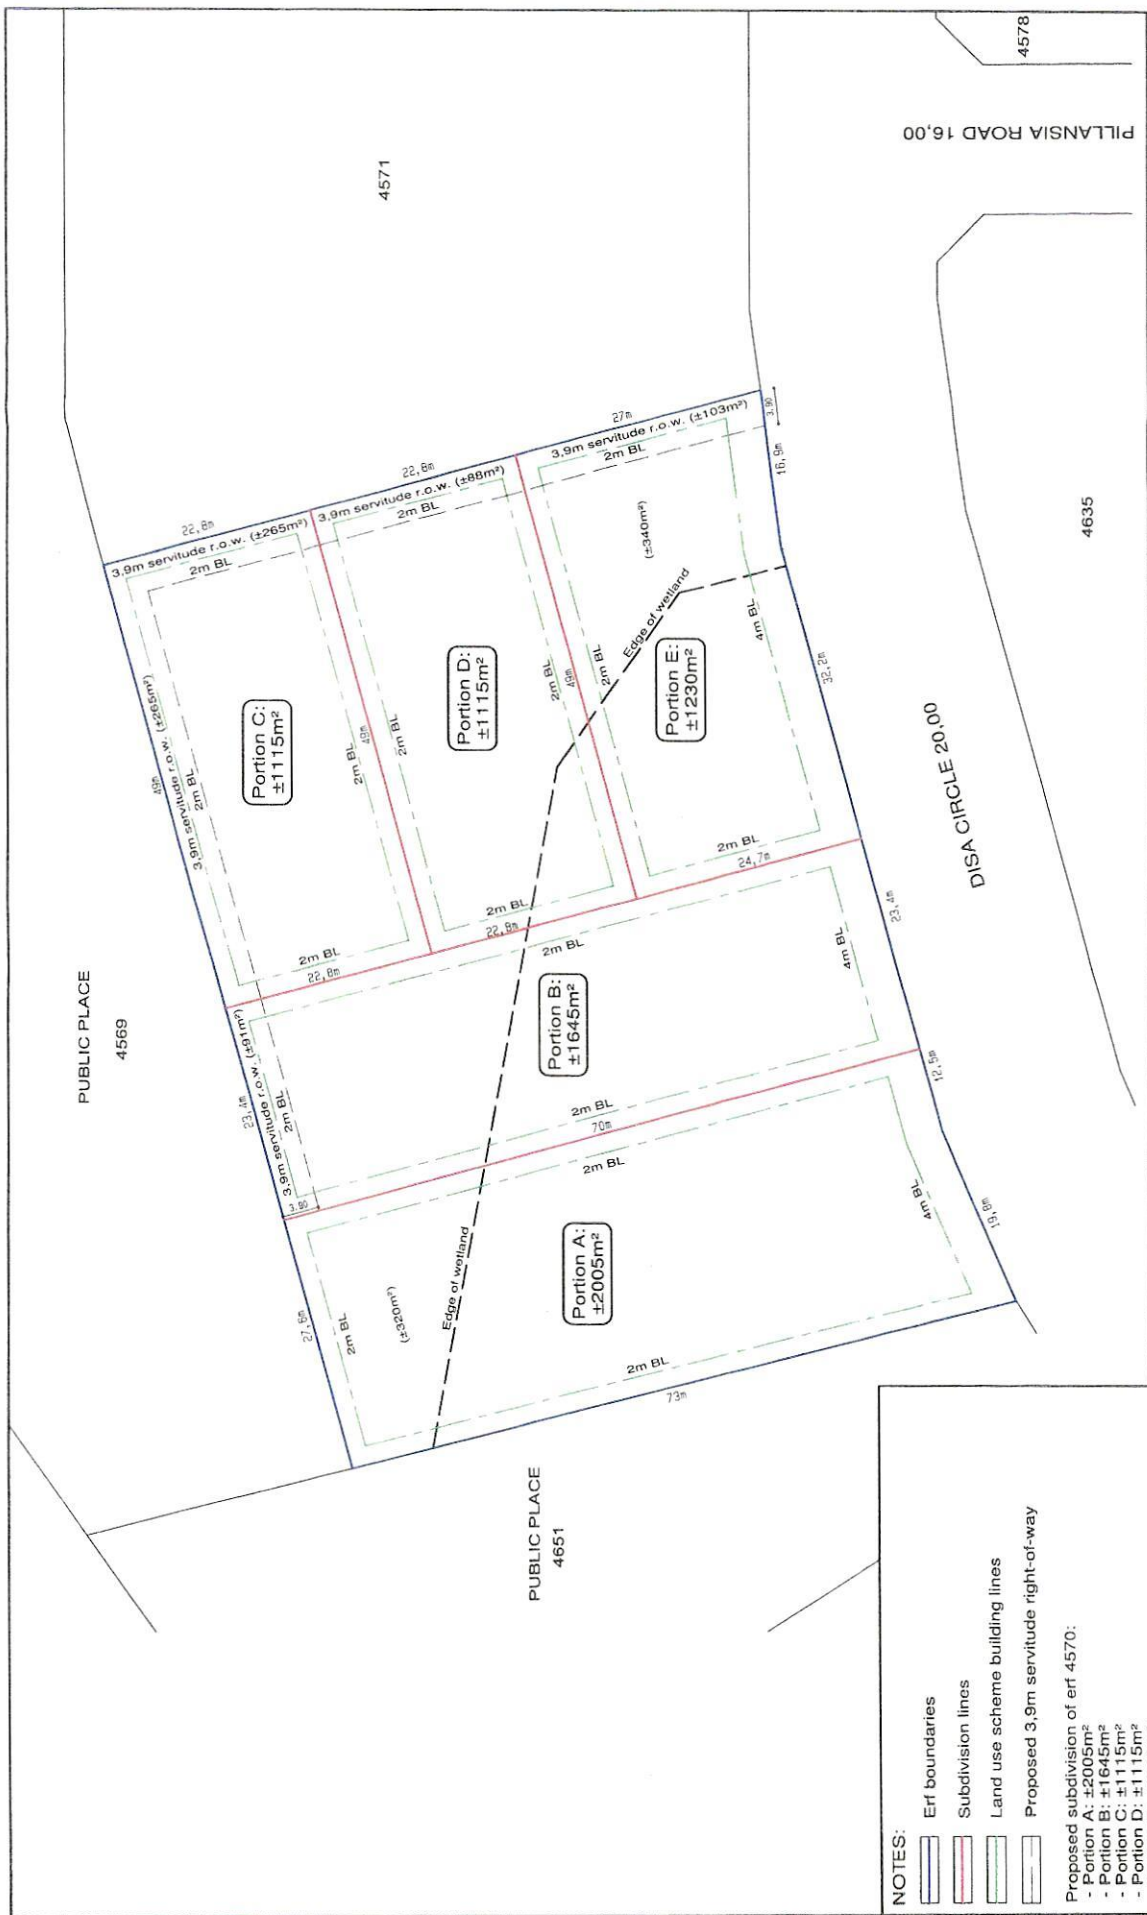 PUBLIC PLACE
4569
4571
PUBLIC PLACE
4651
4635
4578
PILLANSIA ROAD 16,00
DISA CIRCLE 20,00
Portion A:
±2005m²
Portion B:
±1645m²
Portion C:
±1115m²
Portion D:
±1115m²
Portion E:
±1230m²
27,6m
2m BL
(±320m²)
Edge of wetland
2m BL
73m
2m BL
70m
2m BL
4m BL
19,8m
12,5m
23,4m
3,9m servitude r.o.w. (±91m²)
2m BL
3.90
2m BL
4m BL
23,4m
49m
3,9m servitude r.o.w. (±265m²)
2m BL
22,8m
3,9m servitude r.o.w. (±265m²)
2m BL
2m BL
22,8m
2m BL
49m
2m BL
22,8m
3,9m servitude r.o.w. (±88m²)
2m BL
2m BL
22,8m
2m BL
49m
2m BL
27m
3,9m servitude r.o.w. (±103m²)
2m BL
(±340m²)
Edge of wetland
2m BL
24,7m
4m BL
32,2m
16,9m
3.90
NOTES:
Erf boundaries
Subdivision lines
Land use scheme building lines
Proposed 3,9m servitude right-of-way
Proposed subdivision of erf 4570:
- Portion A: ±2005m²
- Portion B: ±1645m²
- Portion C: ±1115m²
- Portion D: ±1115m²